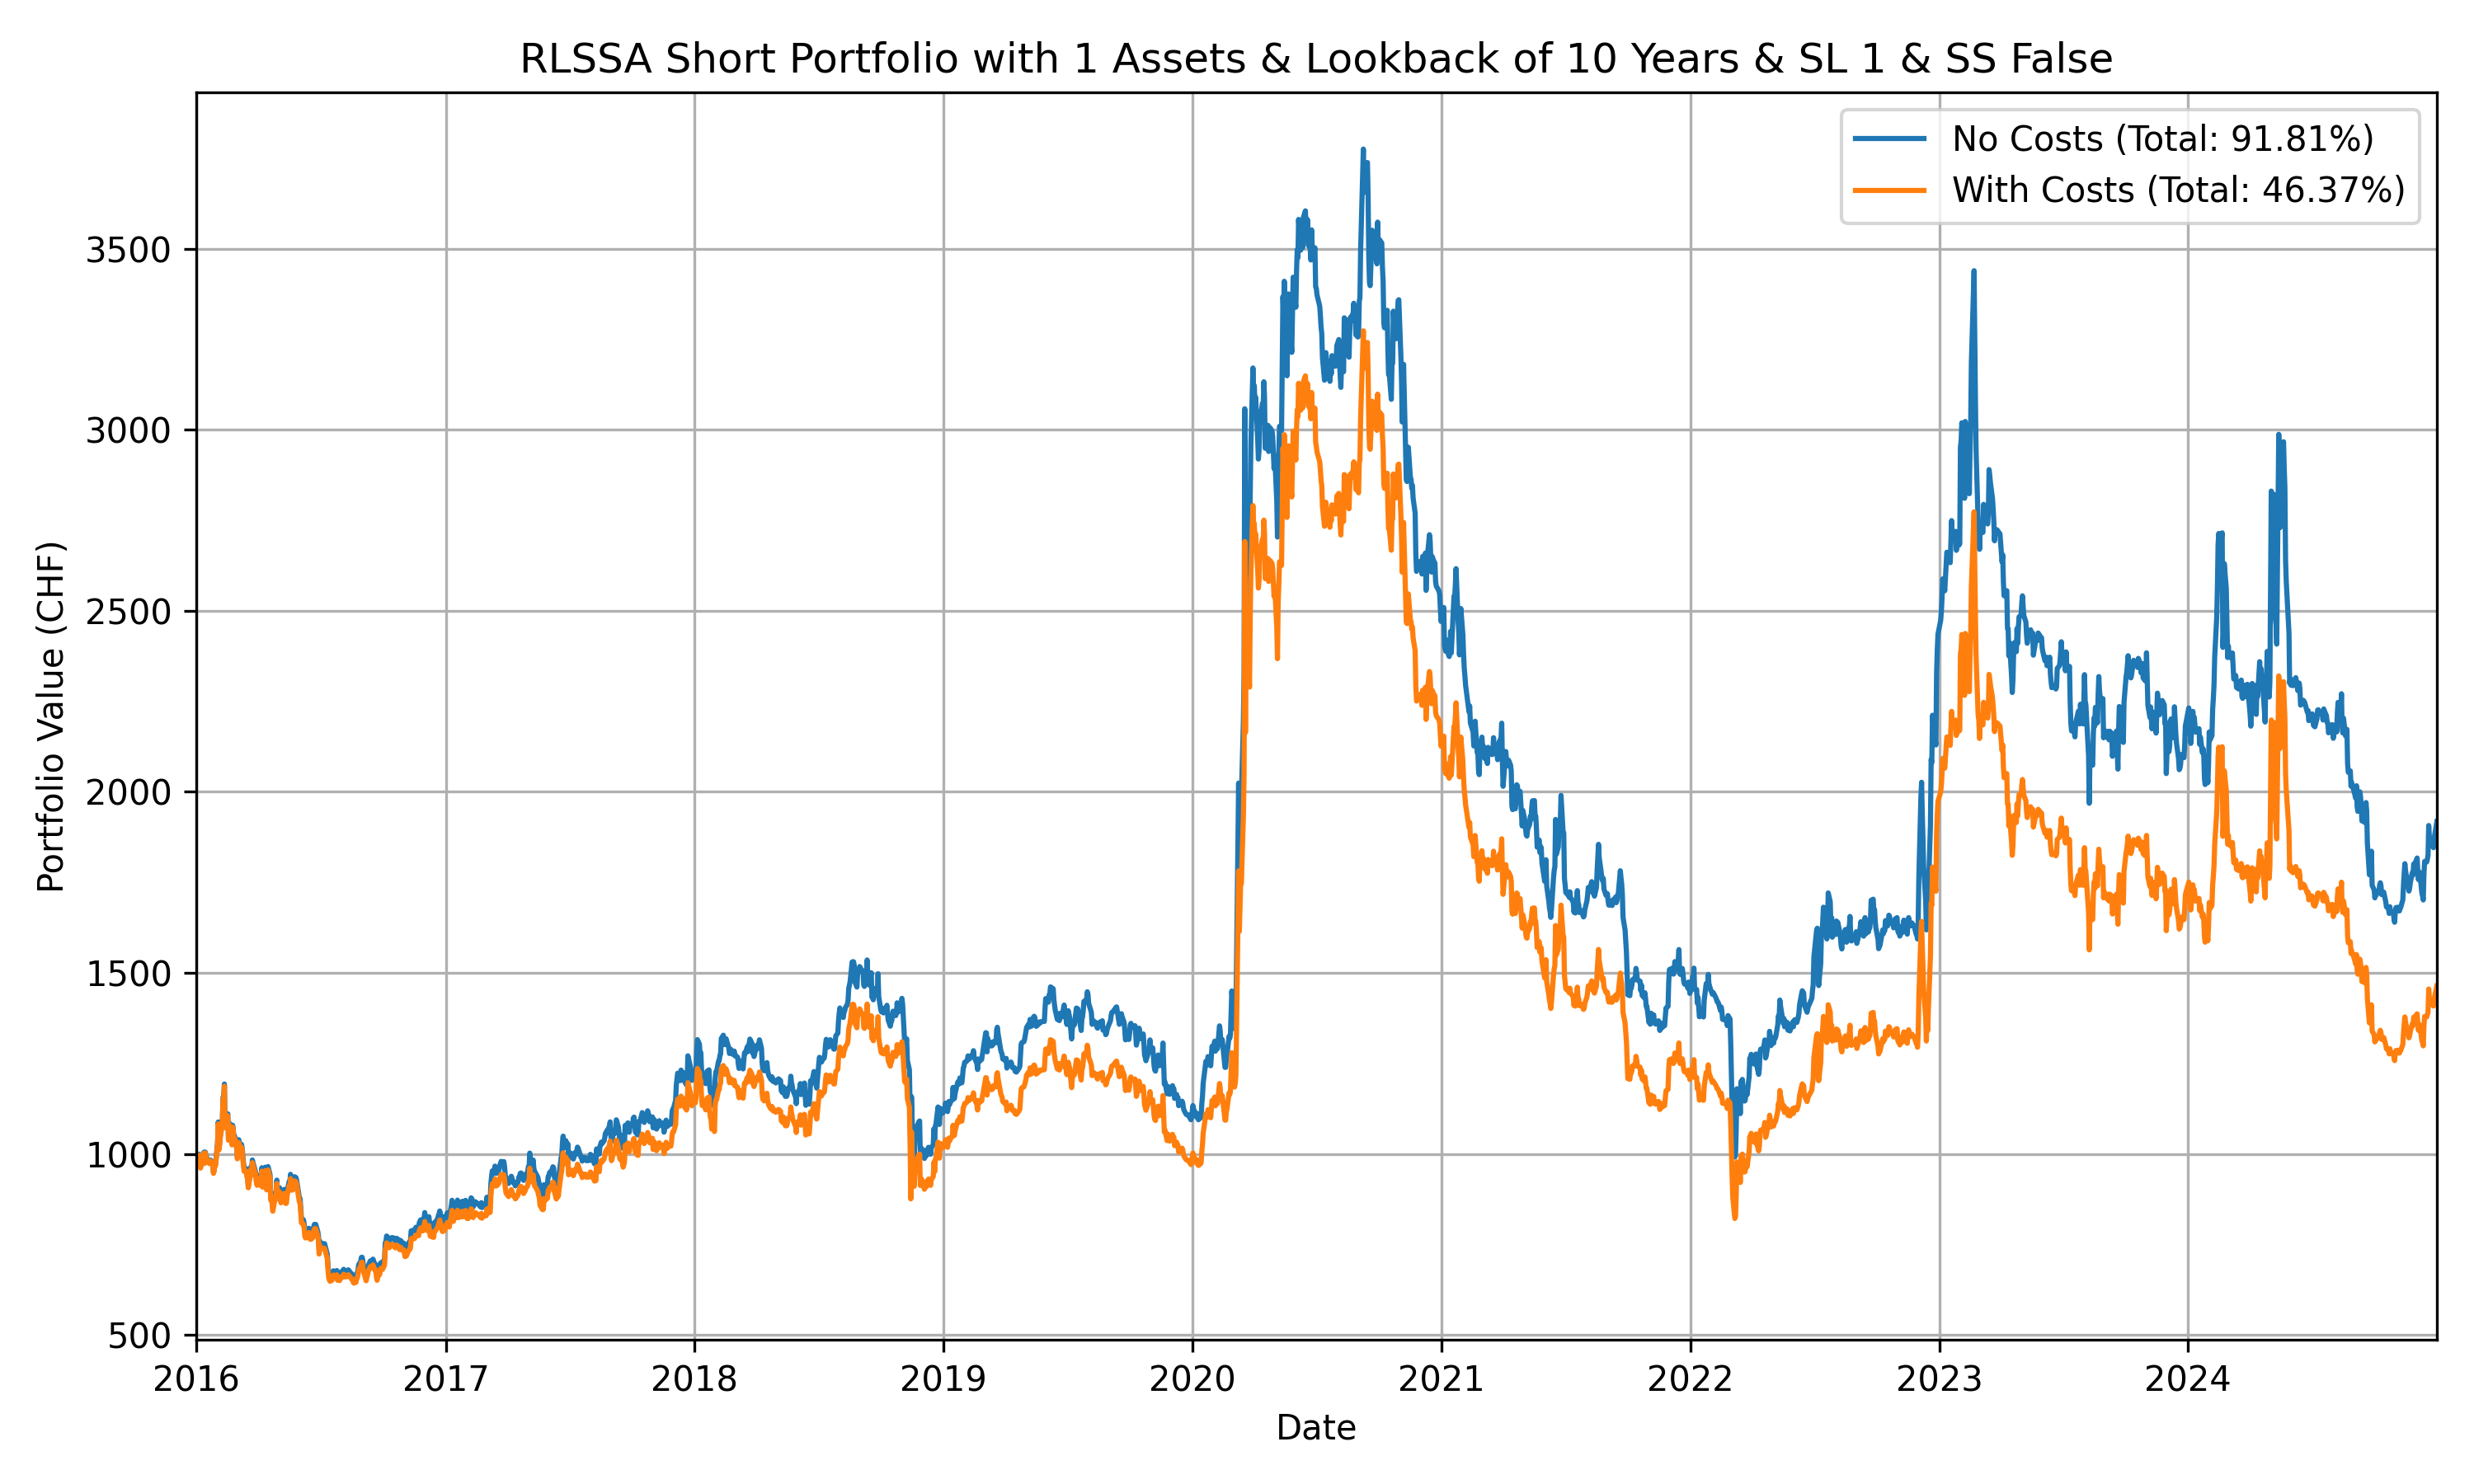 RLSSA Short Portfolio with 1 Assets & Lookback of 10 Years & SL 1 & SS False
No Costs (Total: 91.81%)
With Costs (Total: 46.37%)
Portfolio Value (CHF)
3500
3000
2500
2000
1500
1000
500
2016 2017 2018 2019 2020 2021 2022 2023 2024
Date